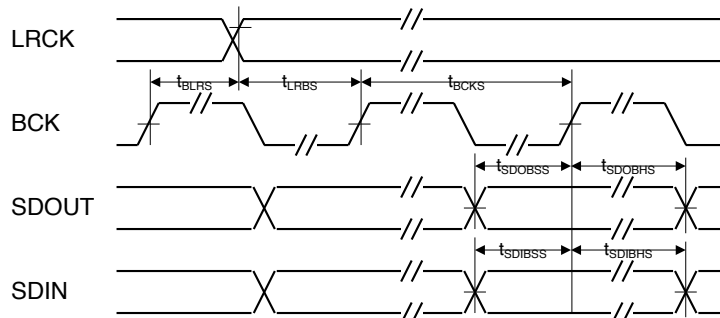 LRCK
tBLRS tLRBS tBCKS
BCK
tSDOBSS tSDOBHS
SDOUT
tSDIBSS tSDIBHS
SDIN